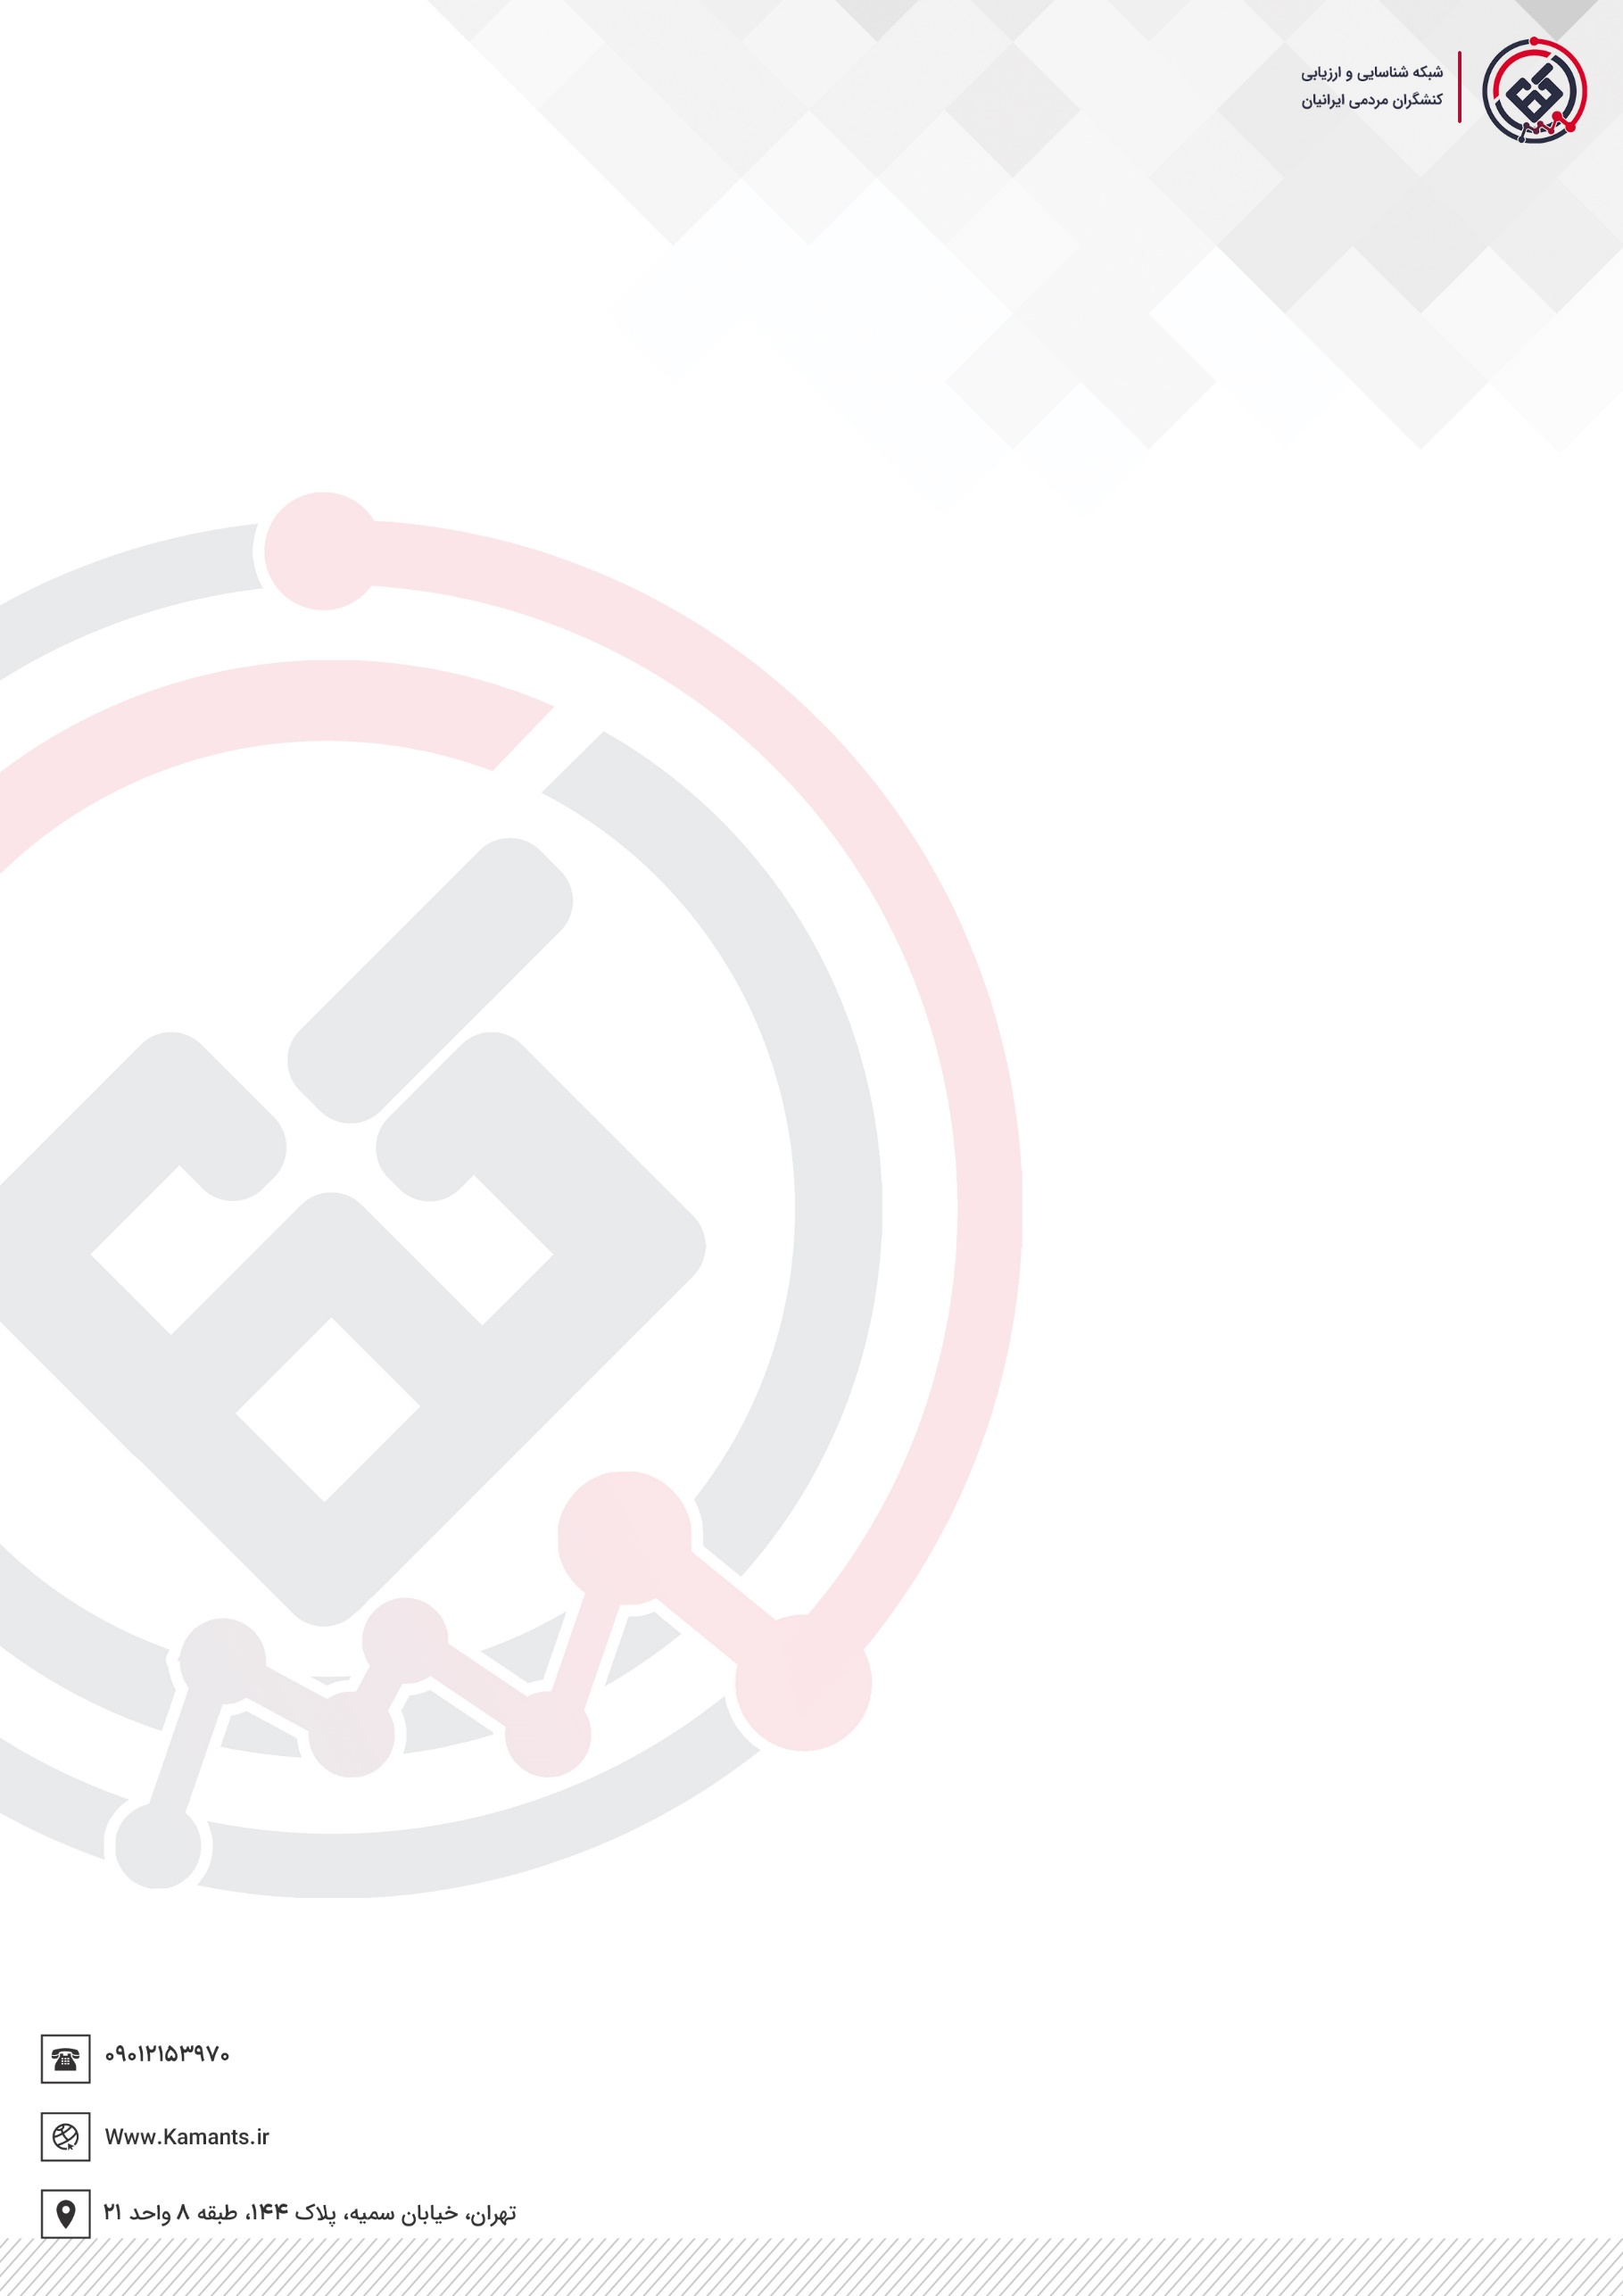 شبکه شناسایی و ارزیابی
کنشگران مردمی ایرانیان
۰۹۰۱۲۱۵۳۹۷۰
Www.Kamants.ir
تهران، خیابان سمیه، پلاک ۱۴۴، طبقه ۸ واحد ۲۱